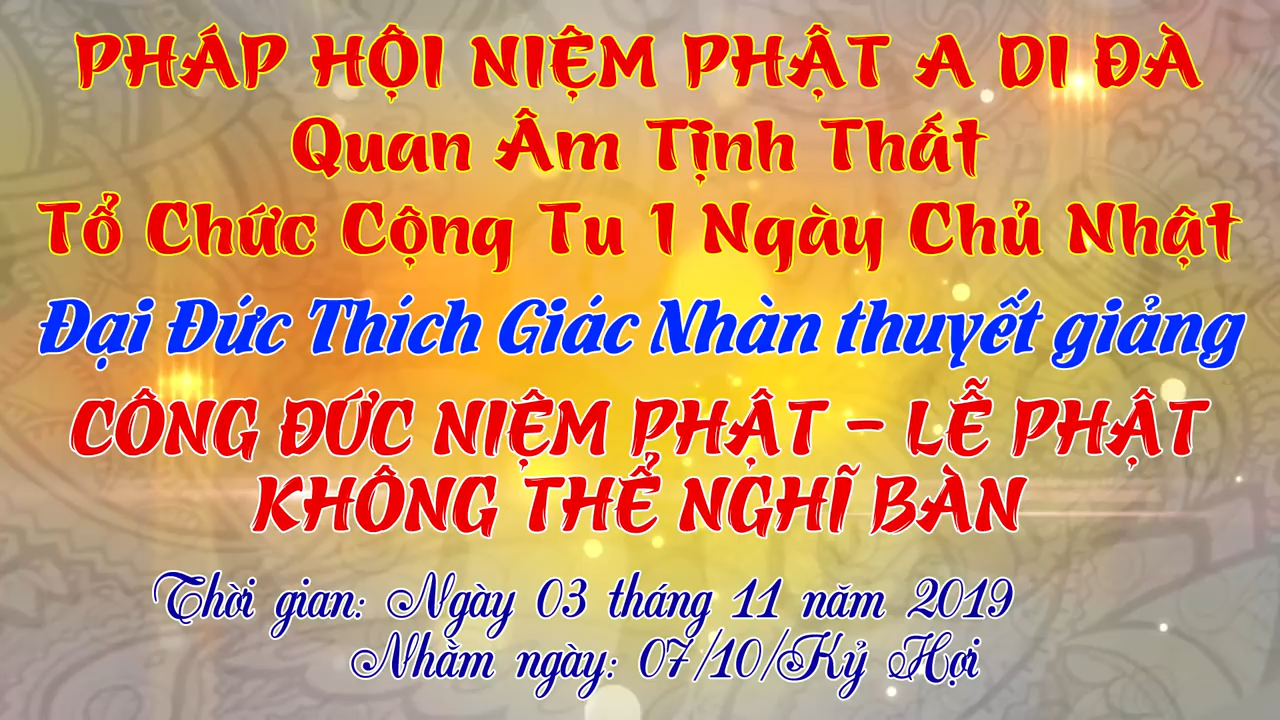 PHÁP HỘI NIỆM PHẬT A DI ĐÀ
Quan Âm Tịnh Thất
Tổ Chức Cộng Tu 1 Ngày Chủ Nhật
Đại Đức Thích Giác Nhàn thuyết giảng
CÔNG ĐỨC NIỆM PHẬT - LỄ PHẬT
KHÔNG THỂ NGHĨ BÀN
Thời gian: Ngày 03 tháng 11 năm 2019
Nhằm ngày: 07/10/Kỷ Hợi